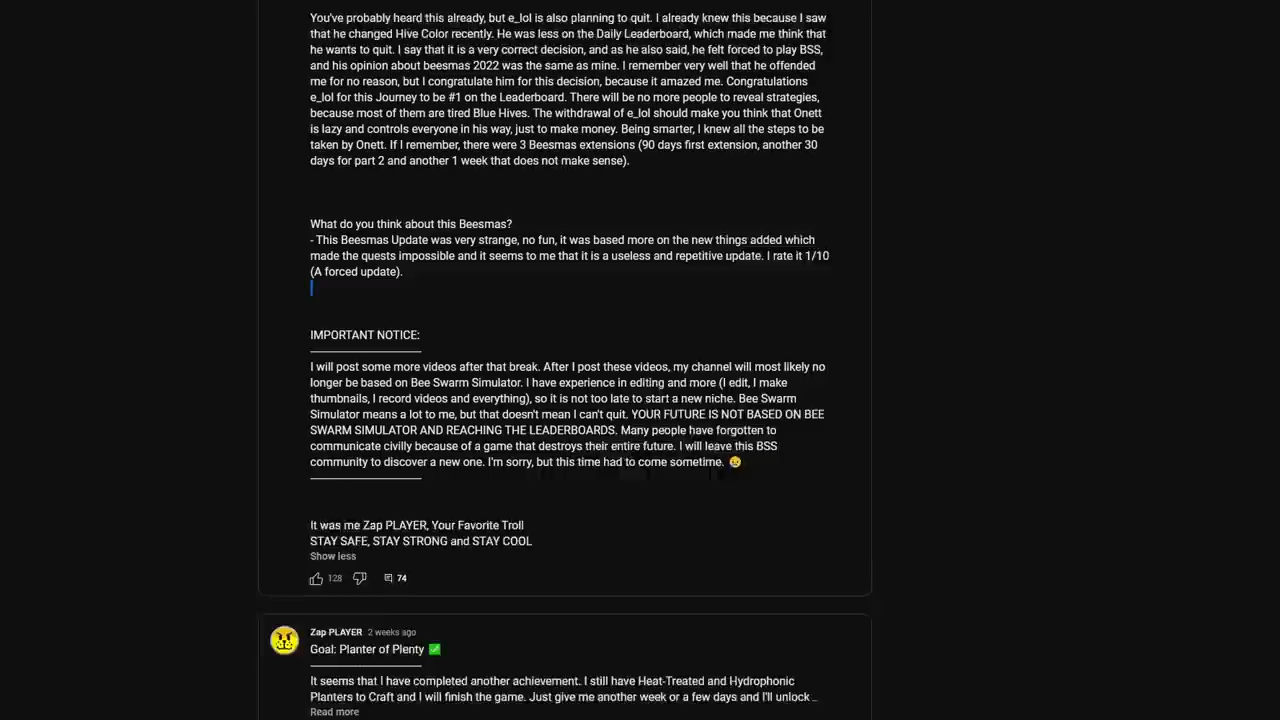 You've probably heard this already, but e_lol is also planning to quit. I already knew this because I saw
that he changed Hive Color recently. He was less on the Daily Leaderboard, which made me think that
he wants to quit. I say that it is a very correct decision, and as he also said, he felt forced to play BSS,
and his opinion about beesmas 2022 was the same as mine. I remember very well that he offended
me for no reason, but I congratulate him for this decision, because it amazed me. Congratulations
e_lol for this Journey to be #1 on the Leaderboard. There will be no more people to reveal strategies,
because most of them are tired Blue Hives. The withdrawal of e_lol should make you think that Onett
is lazy and controls everyone in his way, just to make money. Being smarter, I knew all the steps to be
taken by Onett. If I remember, there were 3 Beesmas extensions (90 days first extension, another 30
days for part 2 and another 1 week that does not make sense).
What do you think about this Beesmas?
- This Beesmas Update was very strange, no fun, it was based more on the new things added which
made the quests impossible and it seems to me that it is a useless and repetitive update. I rate it 1/10
(A forced update).
IMPORTANT NOTICE:
I will post some more videos after that break. After I post these videos, my channel will most likely no
longer be based on Bee Swarm Simulator. I have experience in editing and more (I edit, I make
thumbnails, I record videos and everything), so it is not too late to start a new niche. Bee Swarm
Simulator means a lot to me, but that doesn't mean I can't quit. YOUR FUTURE IS NOT BASED ON BEE
SWARM SIMULATOR AND REACHING THE LEADERBOARDS. Many people have forgotten to
communicate civilly because of a game that destroys their entire future. I will leave this BSS
community to discover a new one. I'm sorry, but this time had to come sometime. 😢
It was me Zap PLAYER, Your Favorite Troll
STAY SAFE, STAY STRONG and STAY COOL
Show less
128 74
Zap PLAYER 2 weeks ago
Goal: Planter of Plenty ✅
It seems that I have completed another achievement. I still have Heat-Treated and Hydrophonic
Planters to Craft and I will finish the game. Just give me another week or a few days and I'll unlock ...
Read more